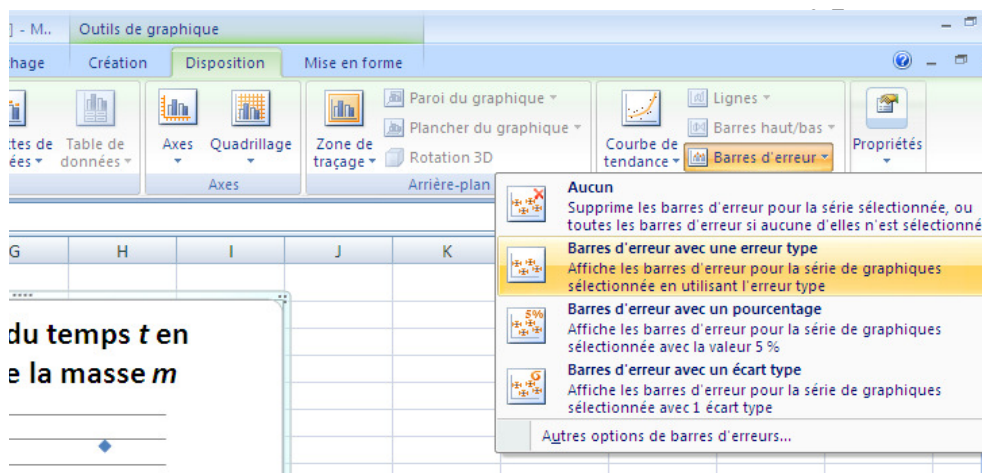 ] - M.. Outils de graphique
hage Création Disposition Mise en forme
Paroi du graphique Lignes
Plancher du graphique Barres haut/bas
ttes de Table de Axes Quadrillage Zone de Rotation 3D Courbe de Barres d'erreur Propriétés
ées données traçage tendance
Axes Arrière-plan
Aucun
Supprime les barres d'erreur pour la série sélectionnée, ou
toutes les barres d'erreur si aucune d'elles n'est sélectionné
G H I J K
Barres d'erreur avec une erreur type
Affiche les barres d'erreur pour la série de graphiques
sélectionnée en utilisant l'erreur type
5%
Barres d'erreur avec un pourcentage
Affiche les barres d'erreur pour la série de graphiques
sélectionnée avec la valeur 5 %
σ
Barres d'erreur avec un écart type
Affiche les barres d'erreur pour la série de graphiques
sélectionnée avec 1 écart type
Autres options de barres d'erreurs...
du temps t en
e la masse m